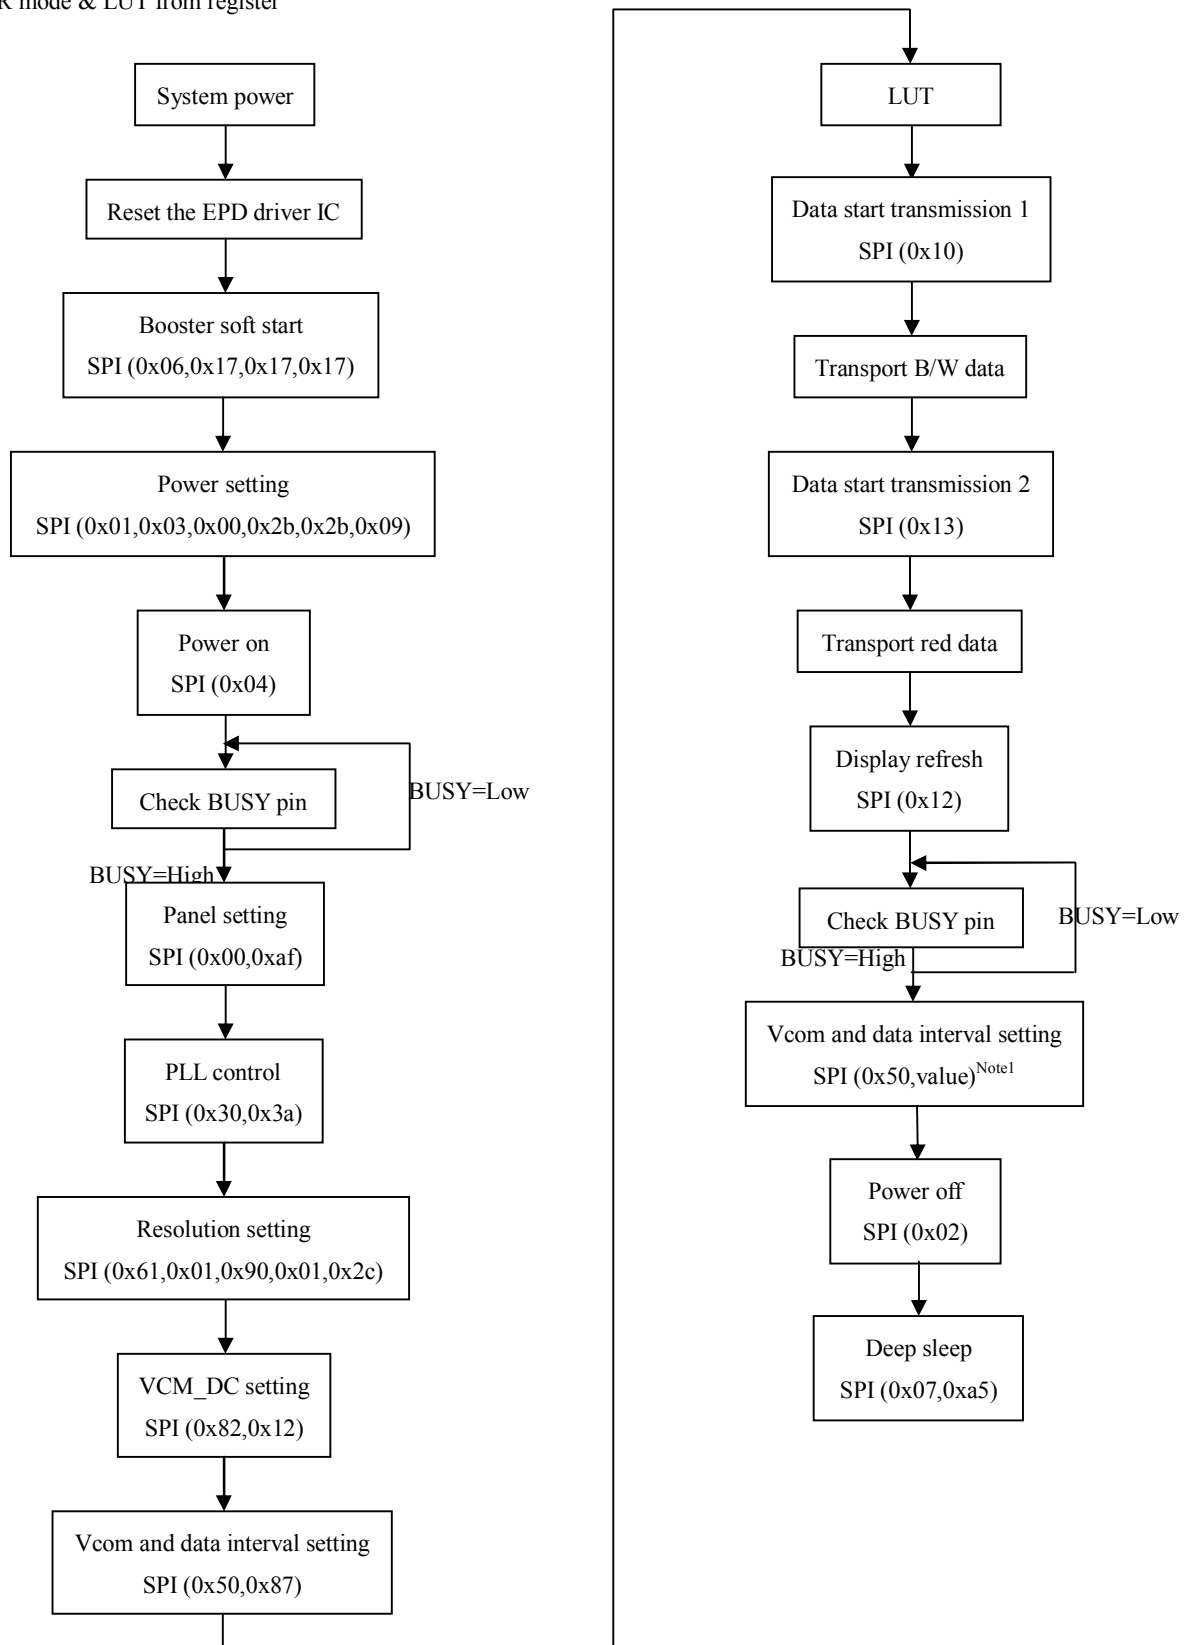 R mode & LUT from register
System power
Reset the EPD driver IC
Booster soft start
SPI (0x06,0x17,0x17,0x17)
Power setting
SPI (0x01,0x03,0x00,0x2b,0x2b,0x09)
Power on
SPI (0x04)
Check BUSY pin
BUSY=Low
BUSY=High
Panel setting
SPI (0x00,0xaf)
PLL control
SPI (0x30,0x3a)
Resolution setting
SPI (0x61,0x01,0x90,0x01,0x2c)
VCM_DC setting
SPI (0x82,0x12)
Vcom and data interval setting
SPI (0x50,0x87)
LUT
Data start transmission 1
SPI (0x10)
Transport B/W data
Data start transmission 2
SPI (0x13)
Transport red data
Display refresh
SPI (0x12)
Check BUSY pin
BUSY=Low
BUSY=High
Vcom and data interval setting
SPI (0x50,value)Note1
Power off
SPI (0x02)
Deep sleep
SPI (0x07,0xa5)